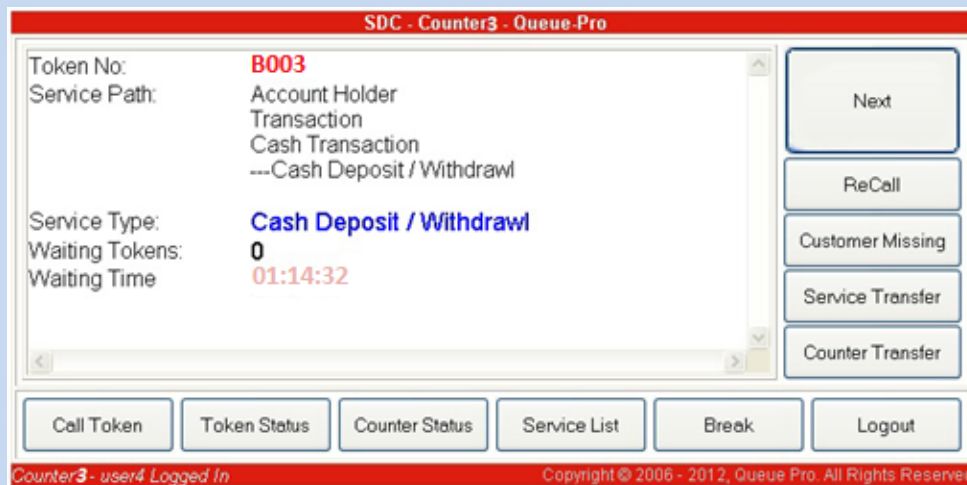 SDC - Counter3 - Queue-Pro
Token No: B003
Service Path: Account Holder
Transaction
Cash Transaction
---Cash Deposit / Withdrawl
Service Type: Cash Deposit / Withdrawl
Waiting Tokens: 0
Waiting Time 01:14:32
Next
ReCall
Customer Missing
Service Transfer
Counter Transfer
Call Token Token Status Counter Status Service List Break Logout
Counter3 - user4 Logged In Copyright © 2006 - 2012, Queue Pro. All Rights Reserve